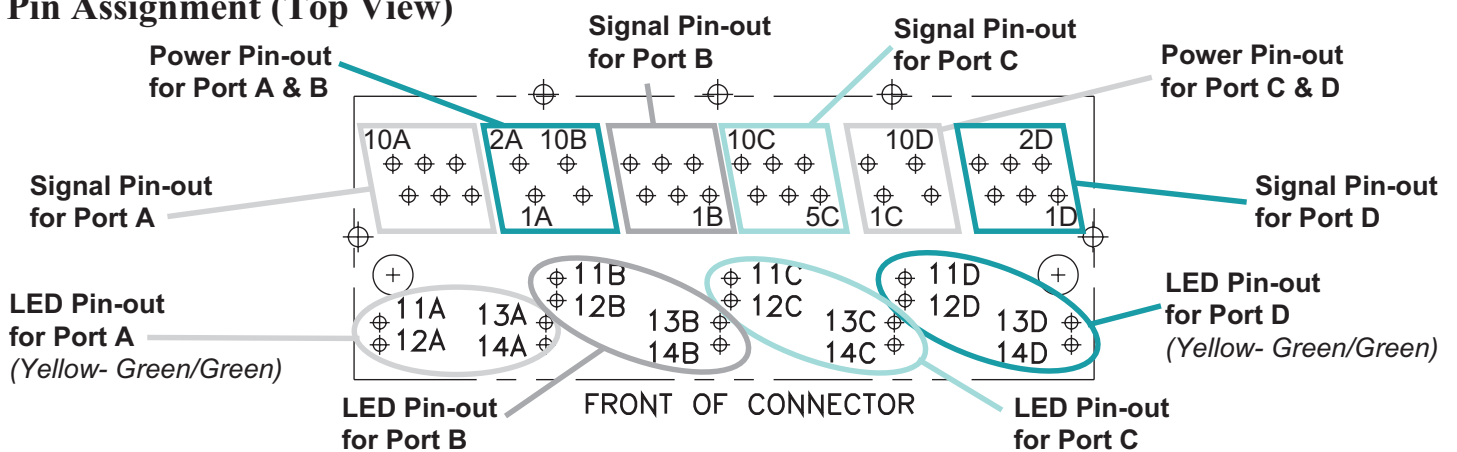 Pin Assignment (Top View)
Power Pin-out
for Port A & B
Signal Pin-out
for Port B
Signal Pin-out
for Port C
Power Pin-out
for Port C & D
10A
2A 10B
10C
10D
2D
1A
1B
5C
1C
1D
Signal Pin-out
for Port A
Signal Pin-out
for Port D
LED Pin-out
for Port A
(Yellow- Green/Green)
11A
12A
13A
14A
11B
12B
13B
14B
11C
12C
13C
14C
11D
12D
13D
14D
LED Pin-out
for Port D
(Yellow- Green/Green)
LED Pin-out
for Port B
FRONT OF CONNECTOR
LED Pin-out
for Port C